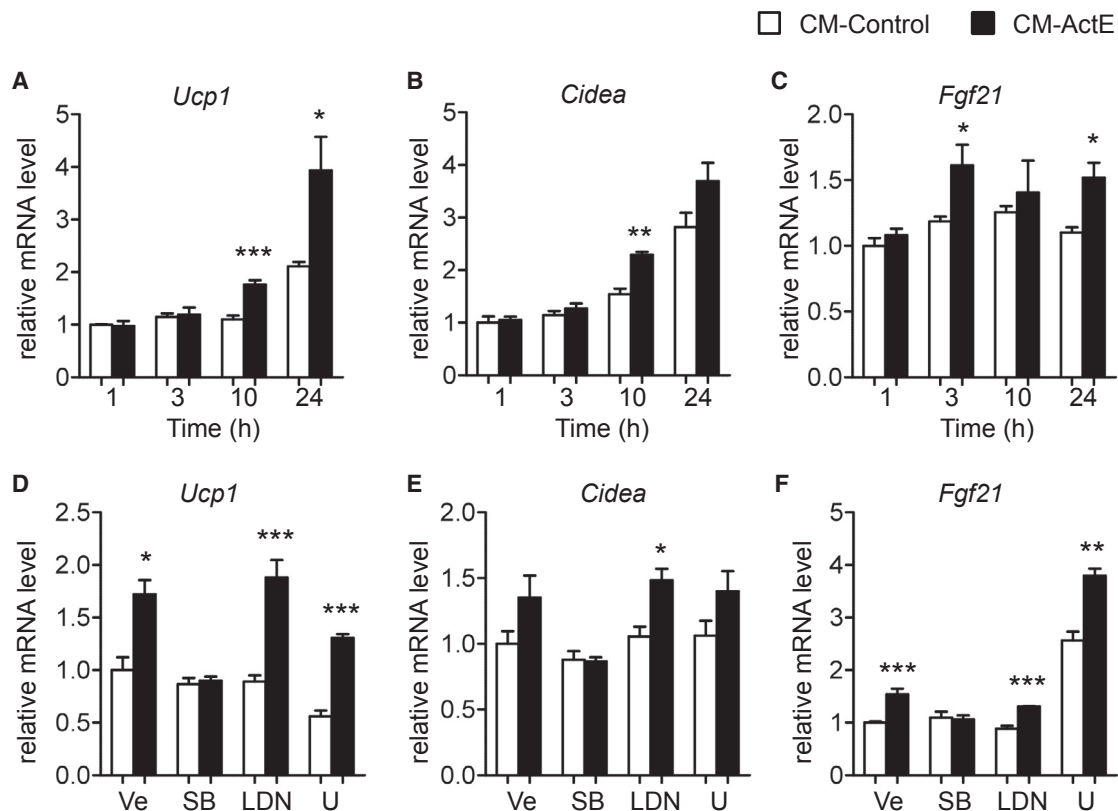 CM-Control CM-ActE
A Ucp1
relative mRNA level
5
4
3
2
1
0
***
*
1 3 10 24
Time (h)
B Cidea
relative mRNA level
5
4
3
2
1
0
**
1 3 10 24
Time (h)
C Fgf21
relative mRNA level
2.0
1.5
1.0
0.5
0.0
* *
1 3 10 24
Time (h)
D Ucp1
relative mRNA level
2.5
2.0
1.5
1.0
0.5
0.0
* *** ***
Ve SB LDN U
E Cidea
relative mRNA level
2.0
1.5
1.0
0.5
0.0
*
Ve SB LDN U
F Fgf21
relative mRNA level
5
4
3
2
1
0
*** *** **
Ve SB LDN U